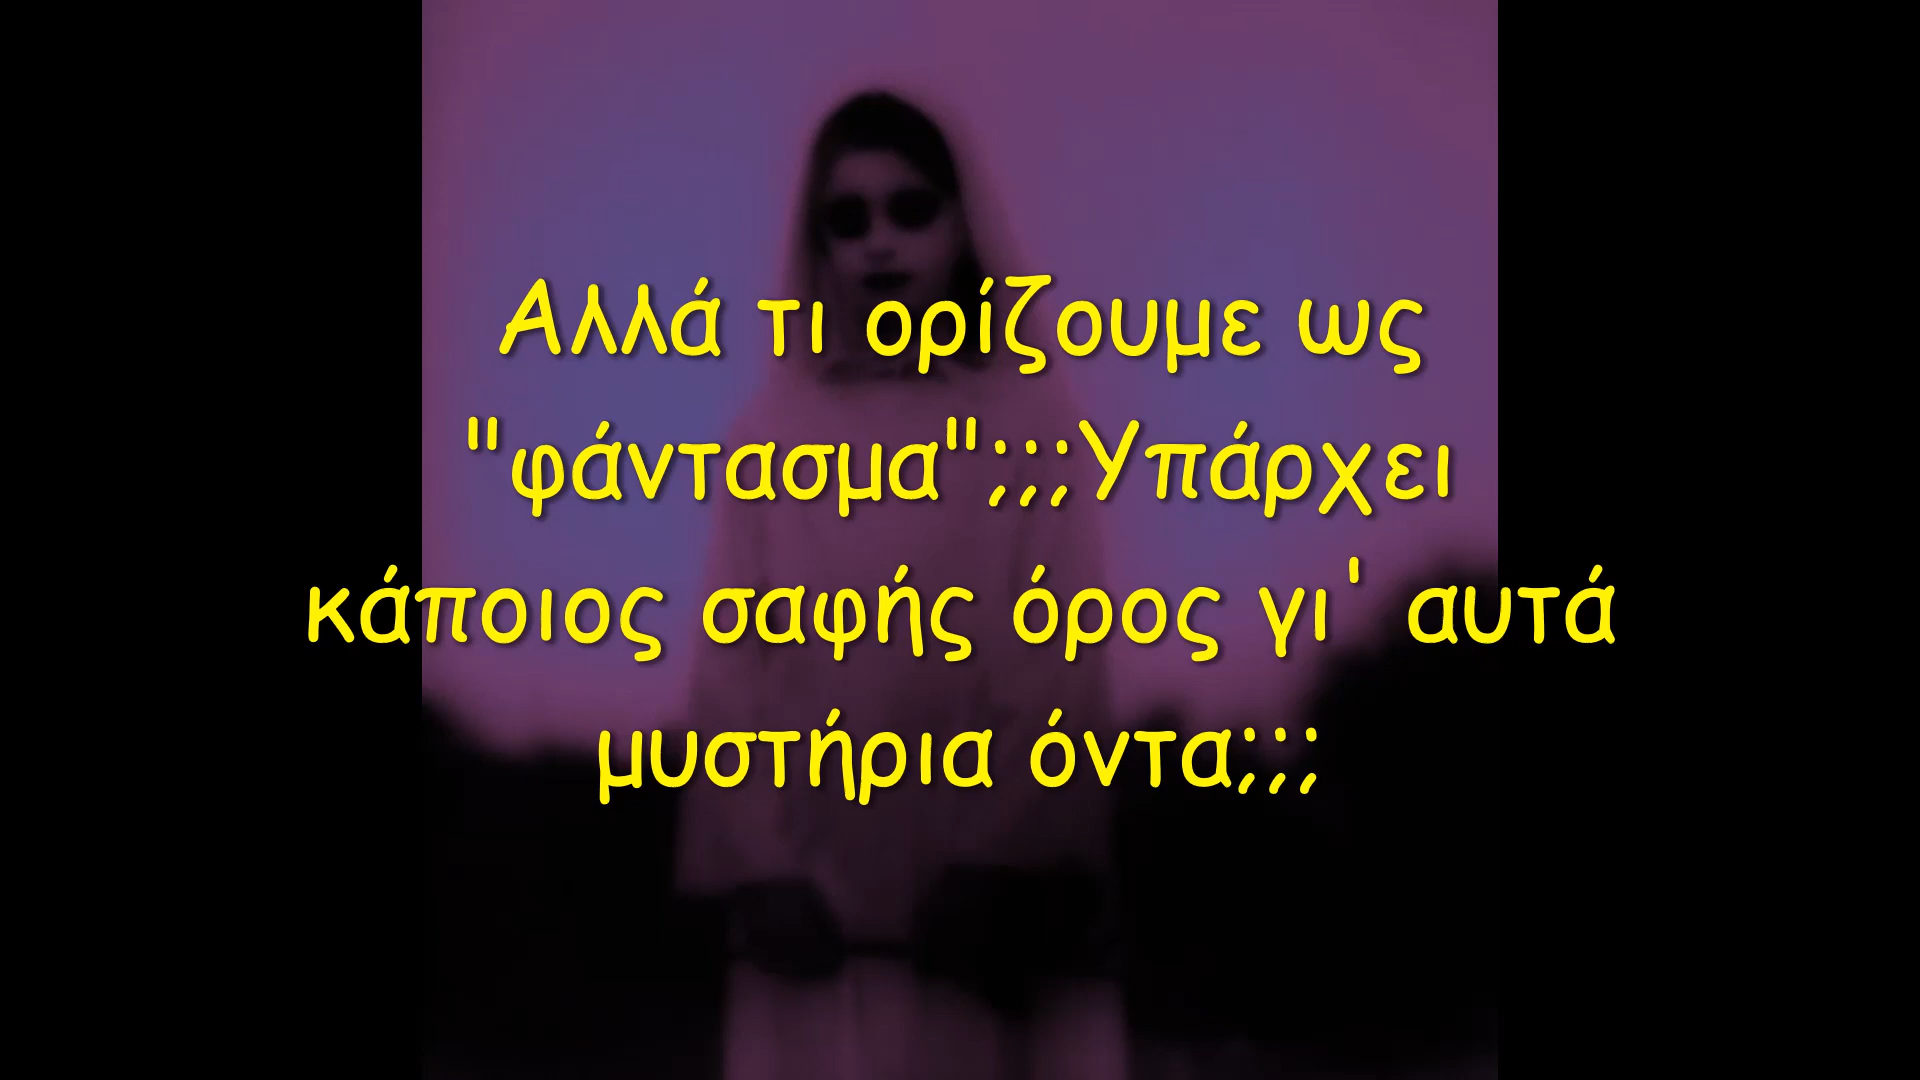 Αλλά τι ορίζουμε ως
"φάντασμα";;;Υπάρχει
κάποιος σαφής όρος γι' αυτά
μυστήρια όντα;;;